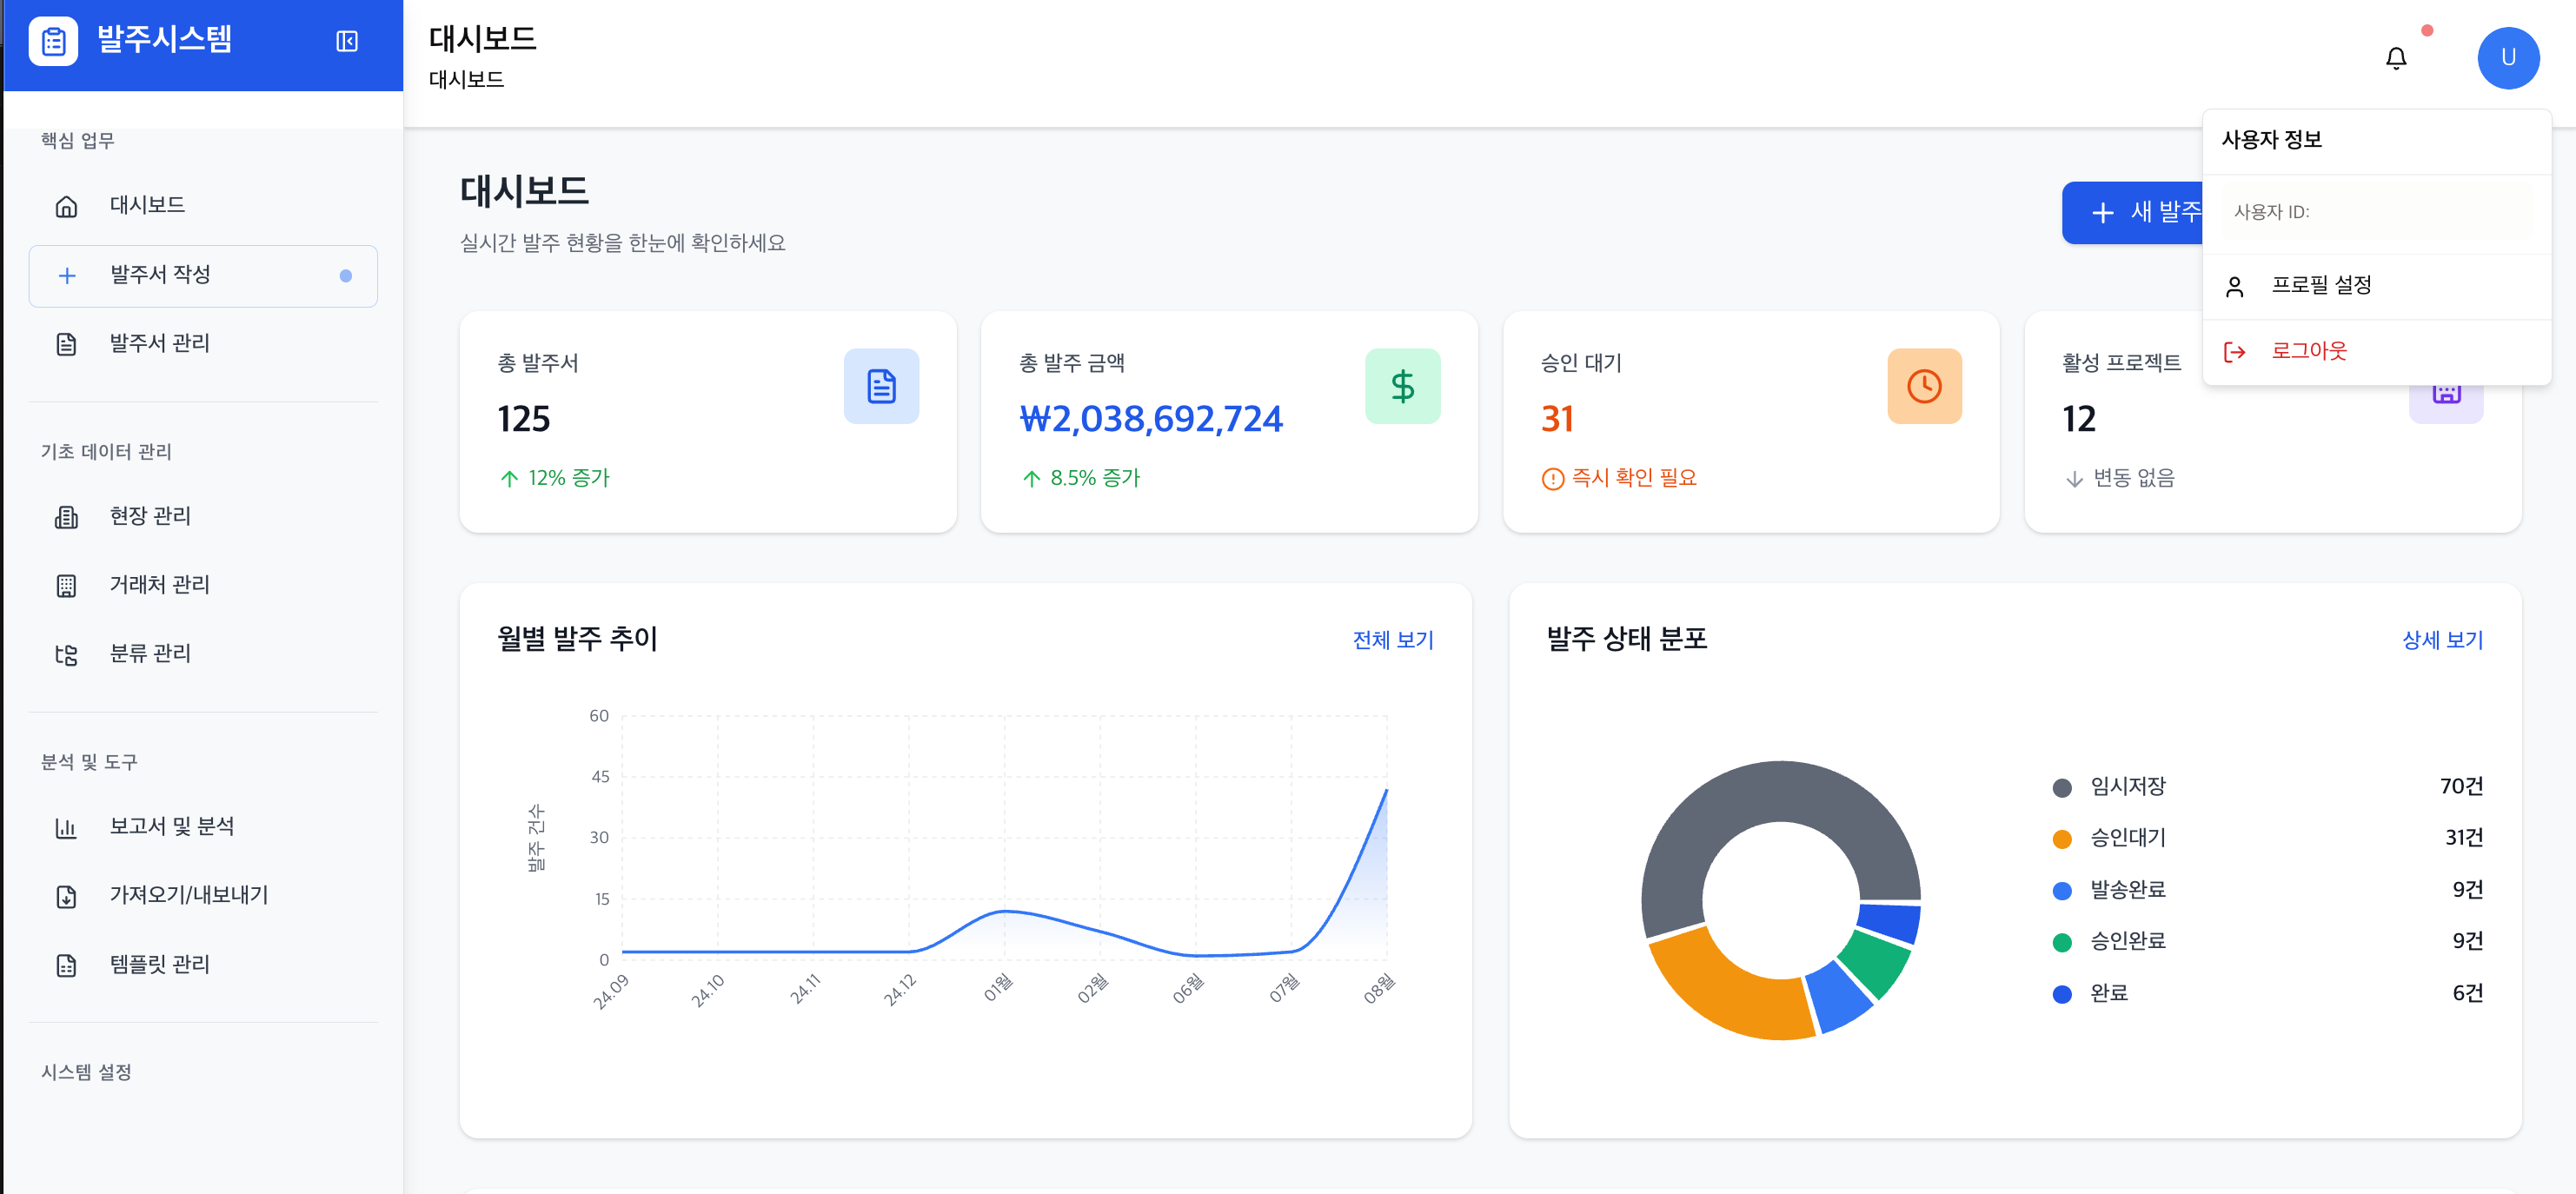 발주시스템
핵심 업무
대시보드
발주서 작성
발주서 관리
기초 데이터 관리
현장 관리
거래처 관리
분류 관리
분석 및 도구
보고서 및 분석
가져오기/내보내기
템플릿 관리
시스템 설정
대시보드
대시보드
U
사용자 정보
사용자 ID:
프로필 설정
로그아웃
대시보드
실시간 발주 현황을 한눈에 확인하세요
새 발주
총 발주서
125
12% 증가
총 발주 금액
₩2,038,692,724
8.5% 증가
승인 대기
31
즉시 확인 필요
활성 프로젝트
12
변동 없음
월별 발주 추이
전체 보기
발주 건수
60
45
30
15
0
24.09
24.10
24.11
24.12
01월
02월
06월
07월
08월
발주 상태 분포
상세 보기
임시저장 70건
승인대기 31건
발송완료 9건
승인완료 9건
완료 6건